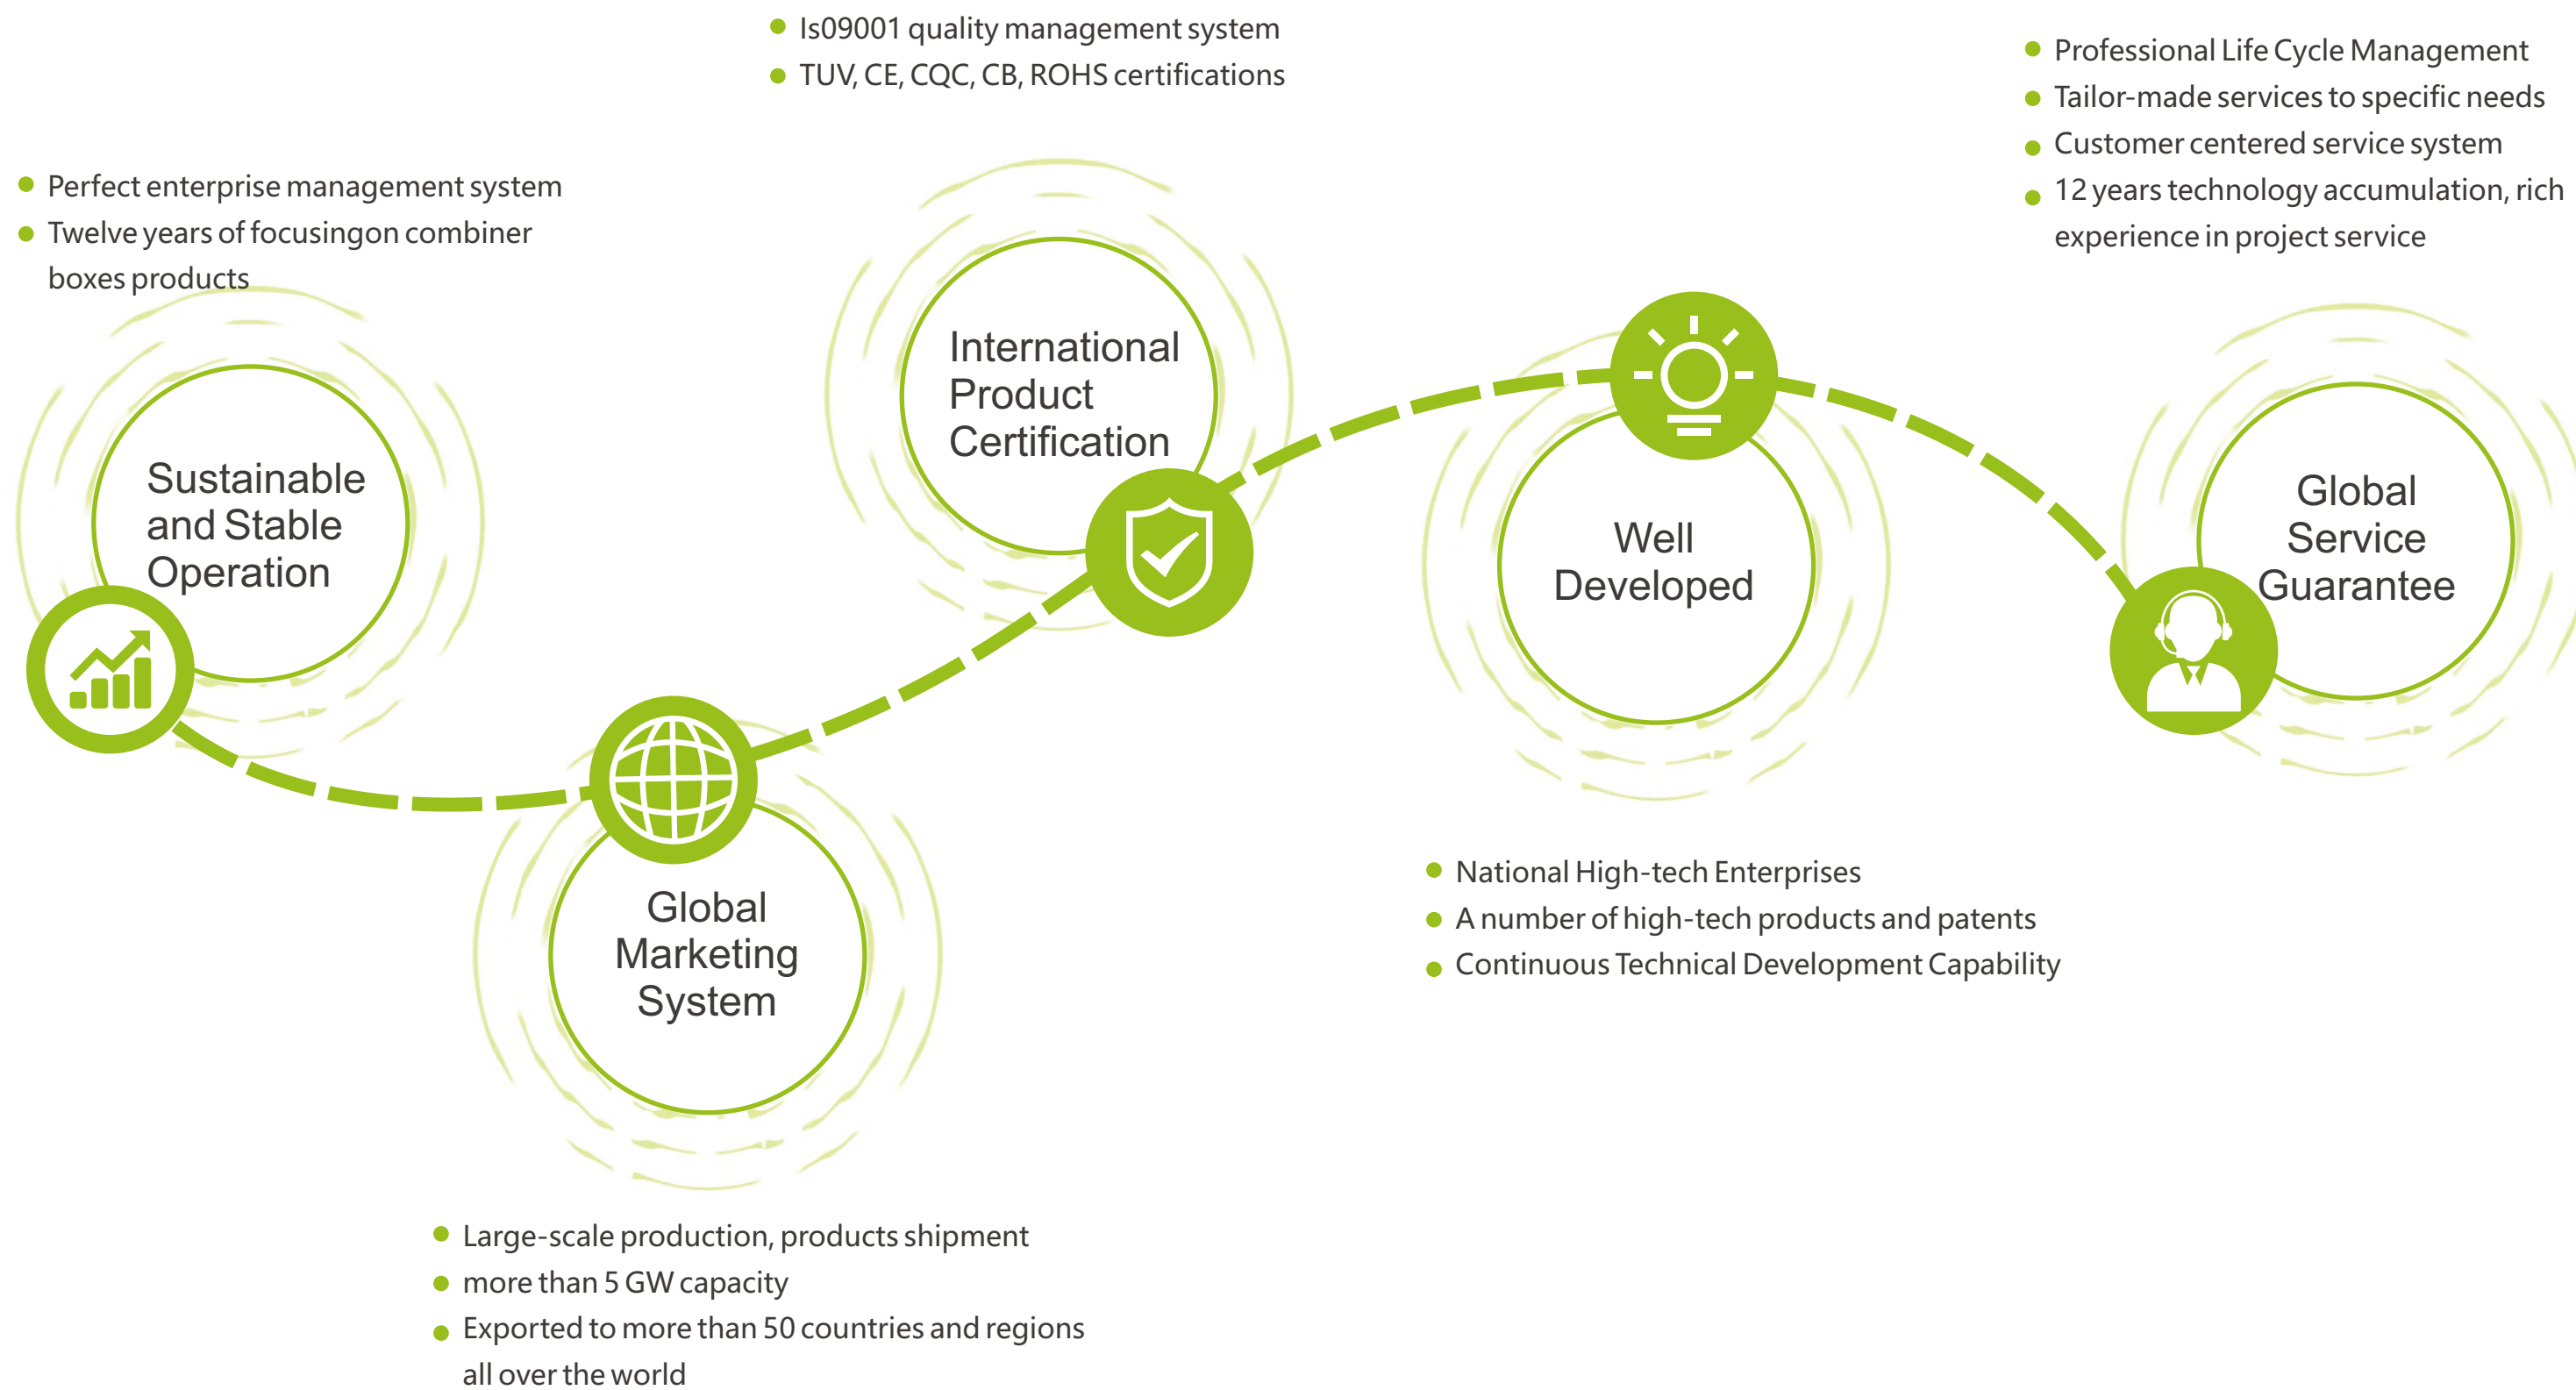 Perfect enterprise management system
Twelve years of focusingon combiner
boxes products
Sustainable
and Stable
Operation
Global
Marketing
System
Large-scale production, products shipment
more than 5 GW capacity
Exported to more than 50 countries and regions
all over the world
Is09001 quality management system
TUV, CE, CQC, CB, ROHS certifications
International
Product
Certification
Well
Developed
National High-tech Enterprises
A number of high-tech products and patents
Continuous Technical Development Capability
Professional Life Cycle Management
Tailor-made services to specific needs
Customer centered service system
12 years technology accumulation, rich
experience in project service
Global
Service
Guarantee